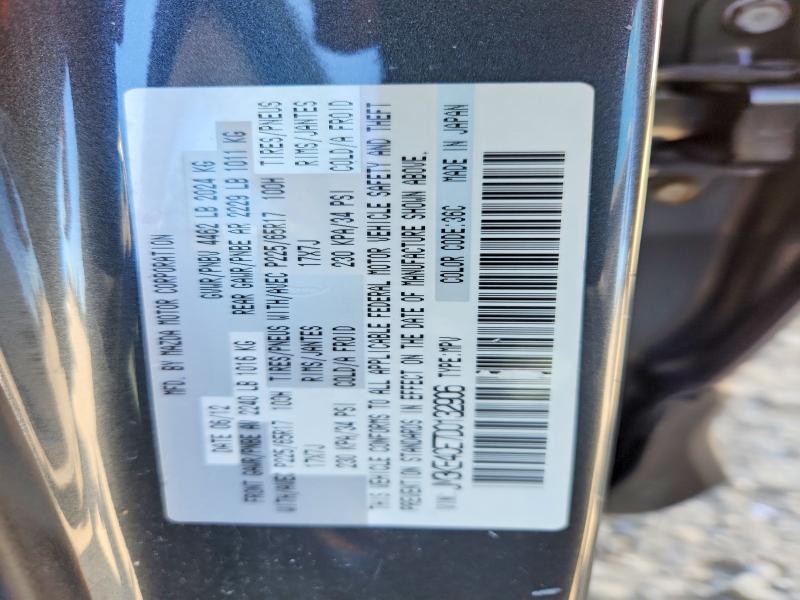 MFD. BY MAZDA MOTOR CORPORATION
DATE 06/12 GVWR/PNBV 4462 LB 2024 KG
FRONT GAWR/PNBE AV 2240 LB 1016 KG REAR GAWR/PNBE AR 2229 LB 1011 KG
WITH/AVEC P225/65R17 100H TIRES/PNEUS WITH/AVEC P225/65R17 100H TIRES/PNEUS
17X7J RIMS/JANTES 17X7J RIMS/JANTES
230 KPA/34 PSI COLD/A FROID 230 KPA/34 PSI COLD/A FROID
THIS VEHICLE CONFORMS TO ALL APPLICABLE FEDERAL MOTOR VEHICLE SAFETY AND THEFT
PREVENTION STANDARDS IN EFFECT ON THE DATE OF MANUFACTURE SHOWN ABOVE.
COLOR CODE:36C MADE IN JAPAN
VIN: TYPE:MPV